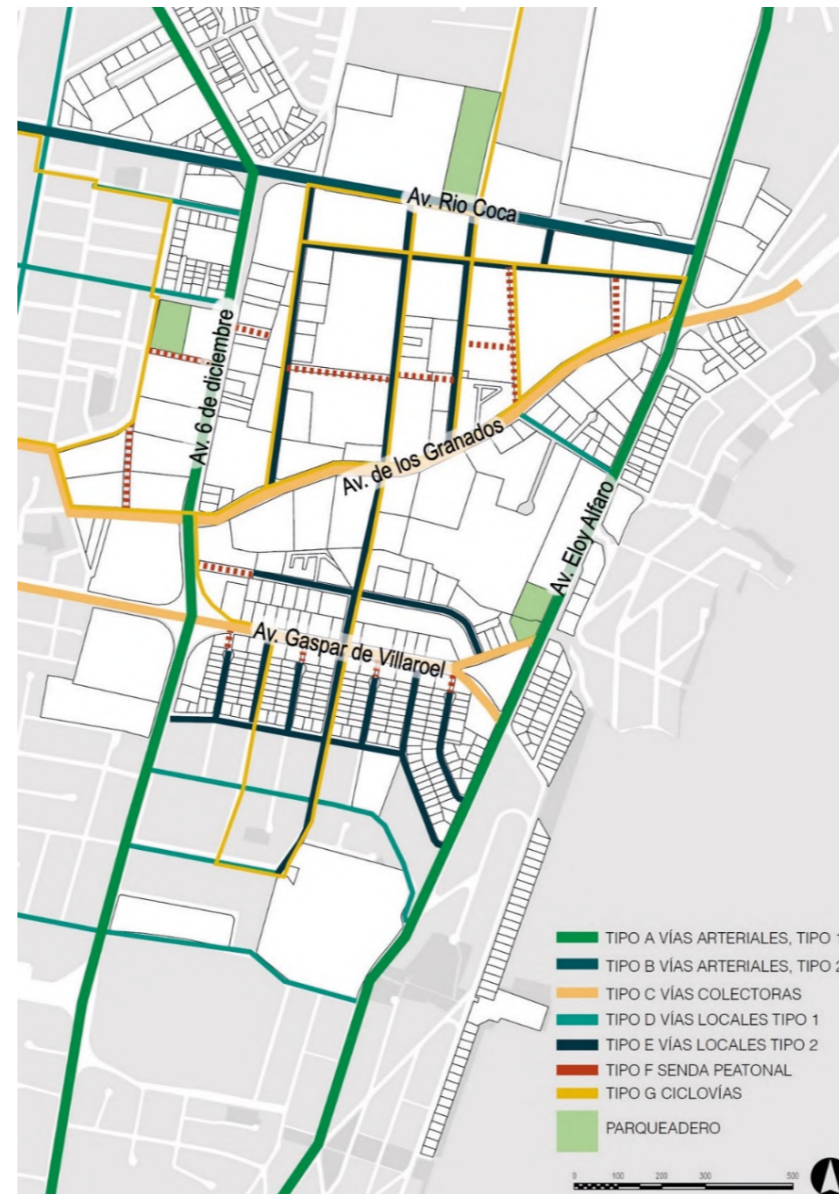 Av. Rio Coca
Av. 6 de diciembre
Av. de los Granados
Av. Eloy Alfaro
Av. Gaspar de Villaroel
TIPO A VÍAS ARTERIALES, TIPO 1
TIPO B VÍAS ARTERIALES, TIPO 2
TIPO C VÍAS COLECTORAS
TIPO D VÍAS LOCALES TIPO 1
TIPO E VÍAS LOCALES TIPO 2
TIPO F SENDA PEATONAL
TIPO G CICLOVÍAS
PARQUEADERO
0 100 200 300 500